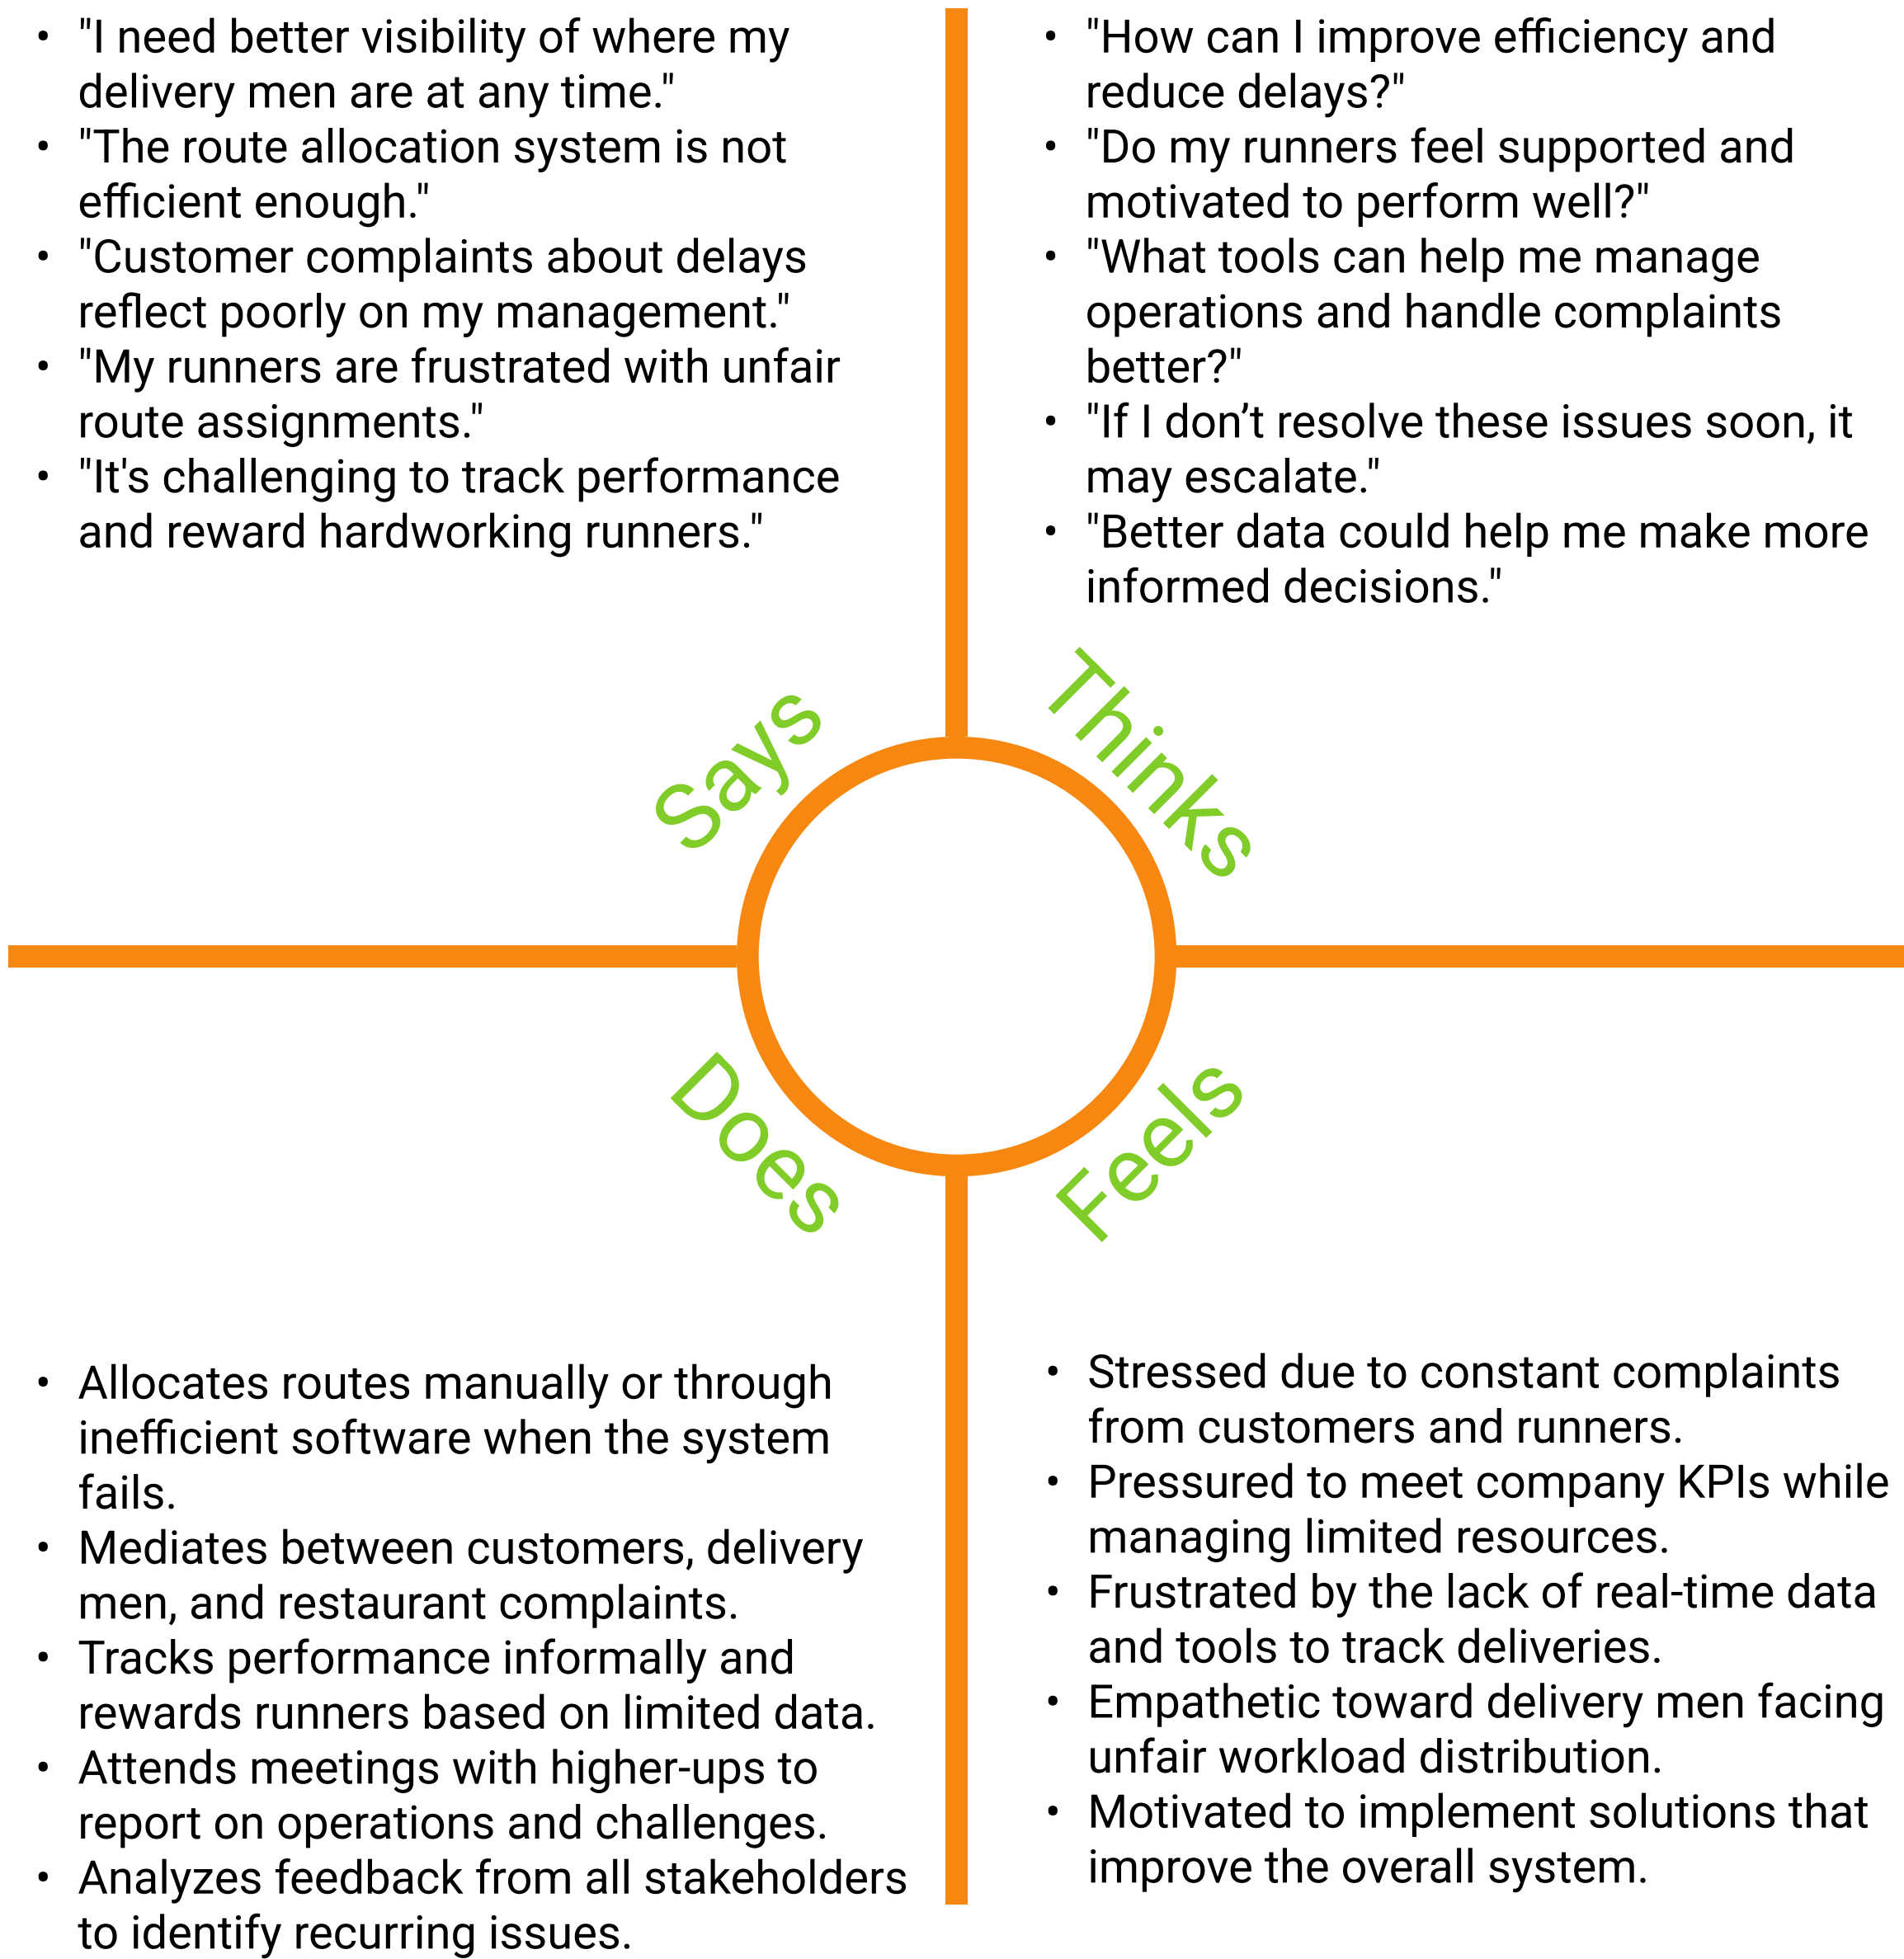 • "I need better visibility of where my
delivery men are at any time."
• "The route allocation system is not
efficient enough."
• "Customer complaints about delays
reflect poorly on my management."
• "My runners are frustrated with unfair
route assignments."
• "It's challenging to track performance
and reward hardworking runners."
• "How can I improve efficiency and
reduce delays?"
• "Do my runners feel supported and
motivated to perform well?"
• "What tools can help me manage
operations and handle complaints
better?"
• "If I don’t resolve these issues soon, it
may escalate."
• "Better data could help me make more
informed decisions."
Says
Thinks
Does
Feels
• Allocates routes manually or through
inefficient software when the system
fails.
• Mediates between customers, delivery
men, and restaurant complaints.
• Tracks performance informally and
rewards runners based on limited data.
• Attends meetings with higher-ups to
report on operations and challenges.
• Analyzes feedback from all stakeholders
to identify recurring issues.
• Stressed due to constant complaints
from customers and runners.
• Pressured to meet company KPIs while
managing limited resources.
• Frustrated by the lack of real-time data
and tools to track deliveries.
• Empathetic toward delivery men facing
unfair workload distribution.
• Motivated to implement solutions that
improve the overall system.